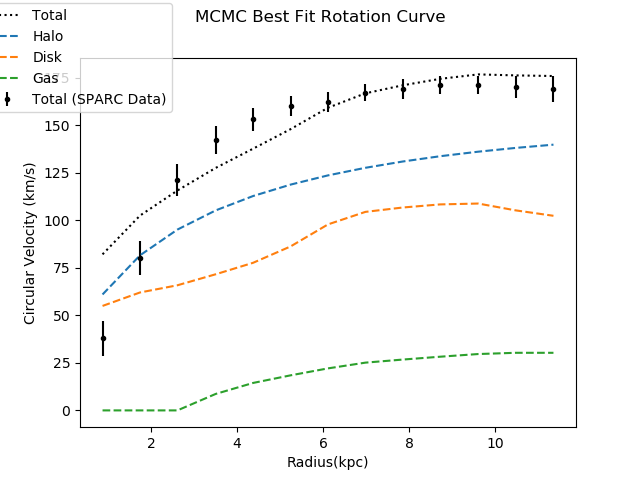 MCMC Best Fit Rotation Curve
Total
Halo
Disk
Gas
Total (SPARC Data)
175
150
125
100
75
50
25
0
Circular Velocity (km/s)
2 4 6 8 10
Radius(kpc)